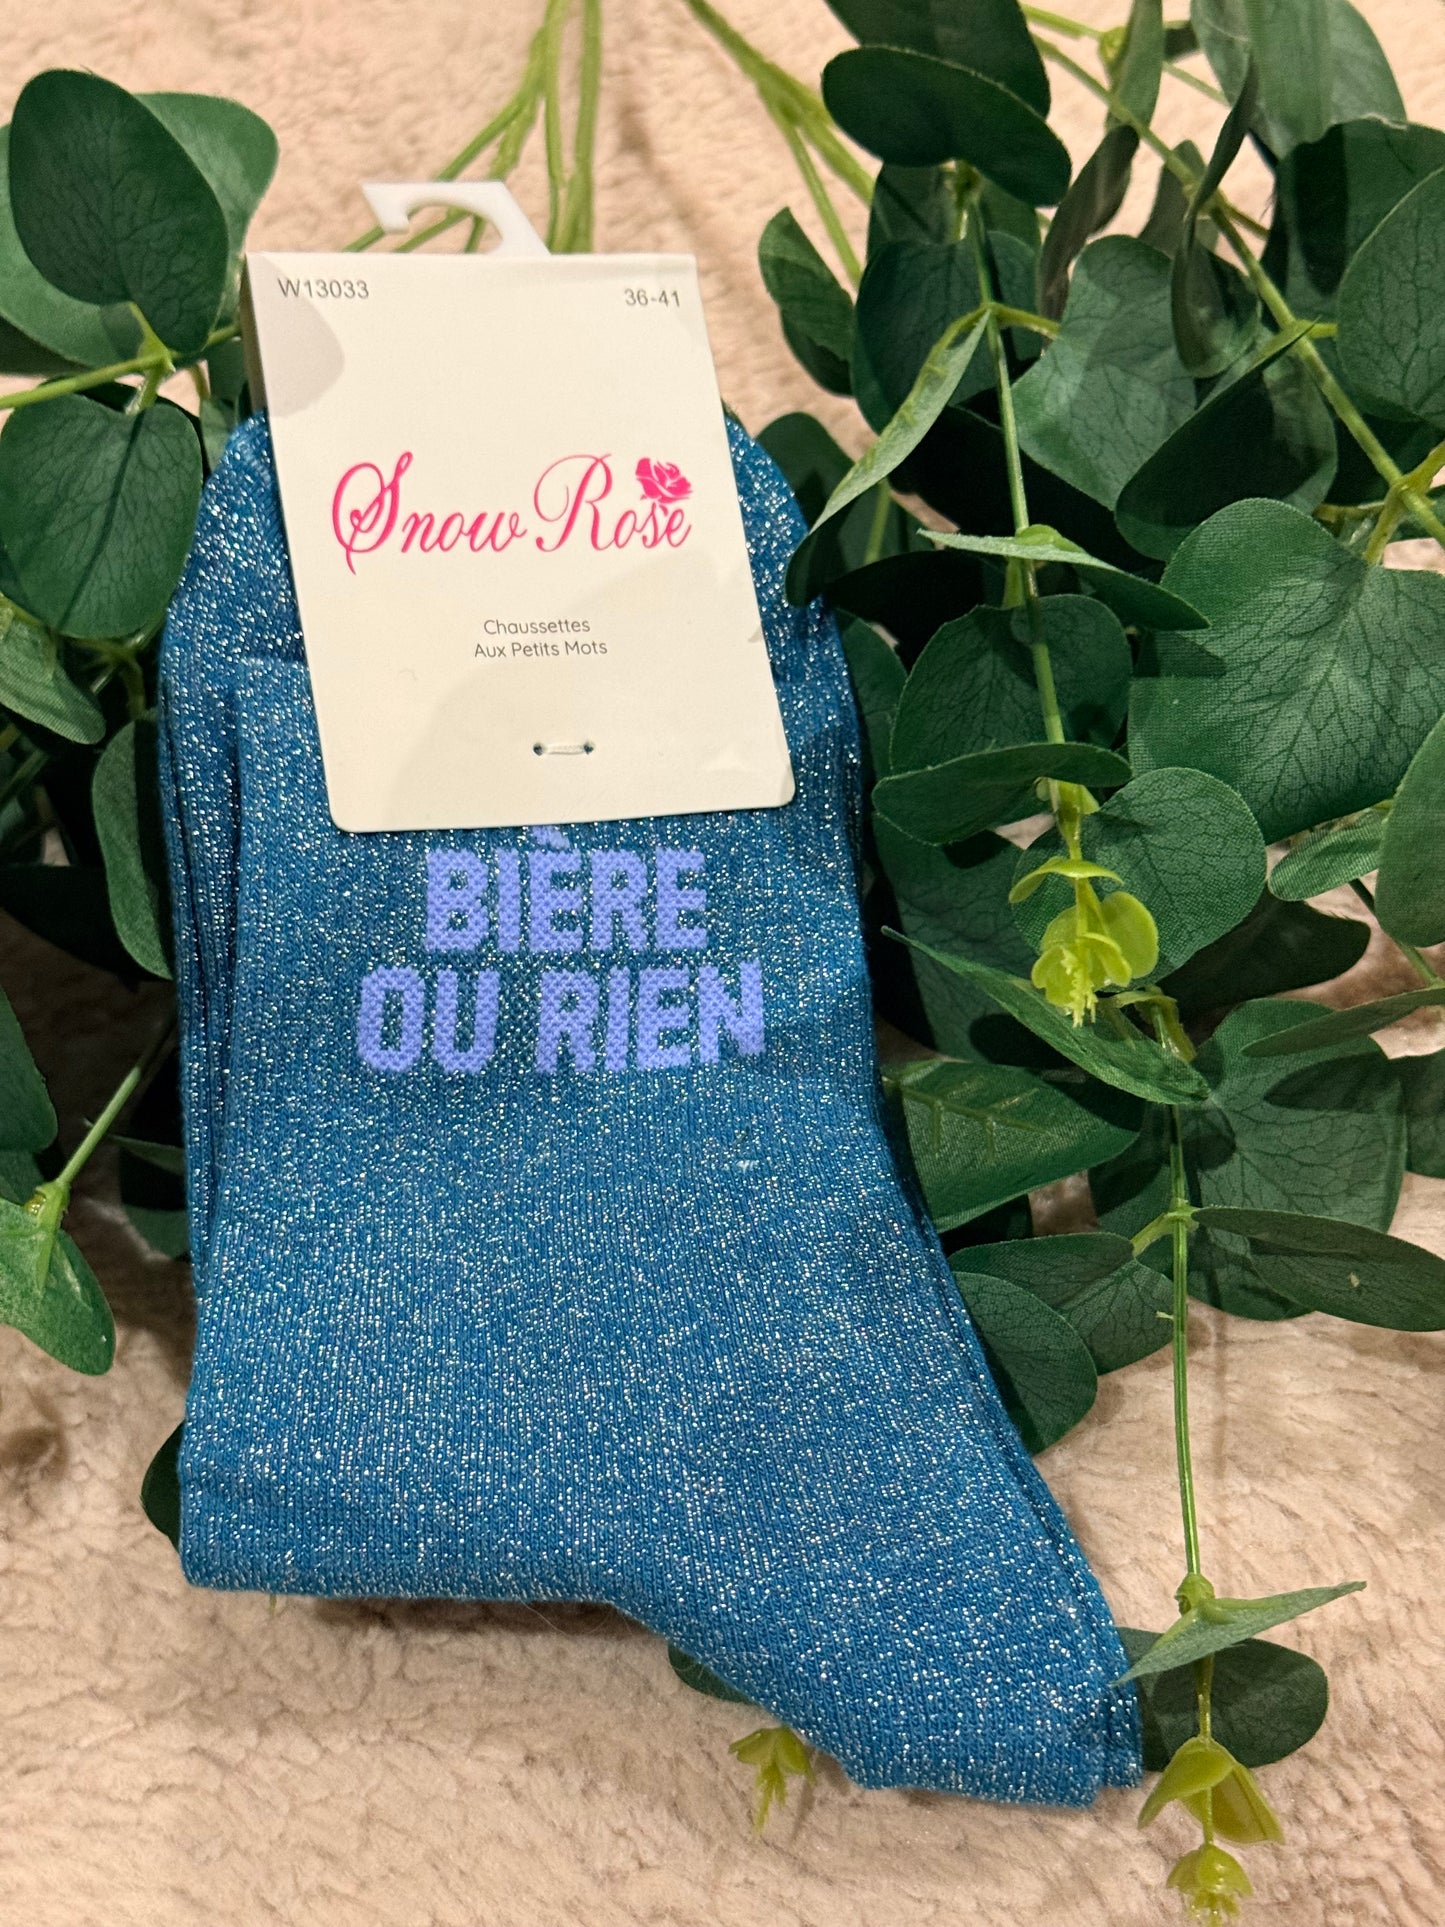 W13033 36-41
Snow Rose
Chaussettes
Aux Petits Mots
BIÈRE
OU RIEN